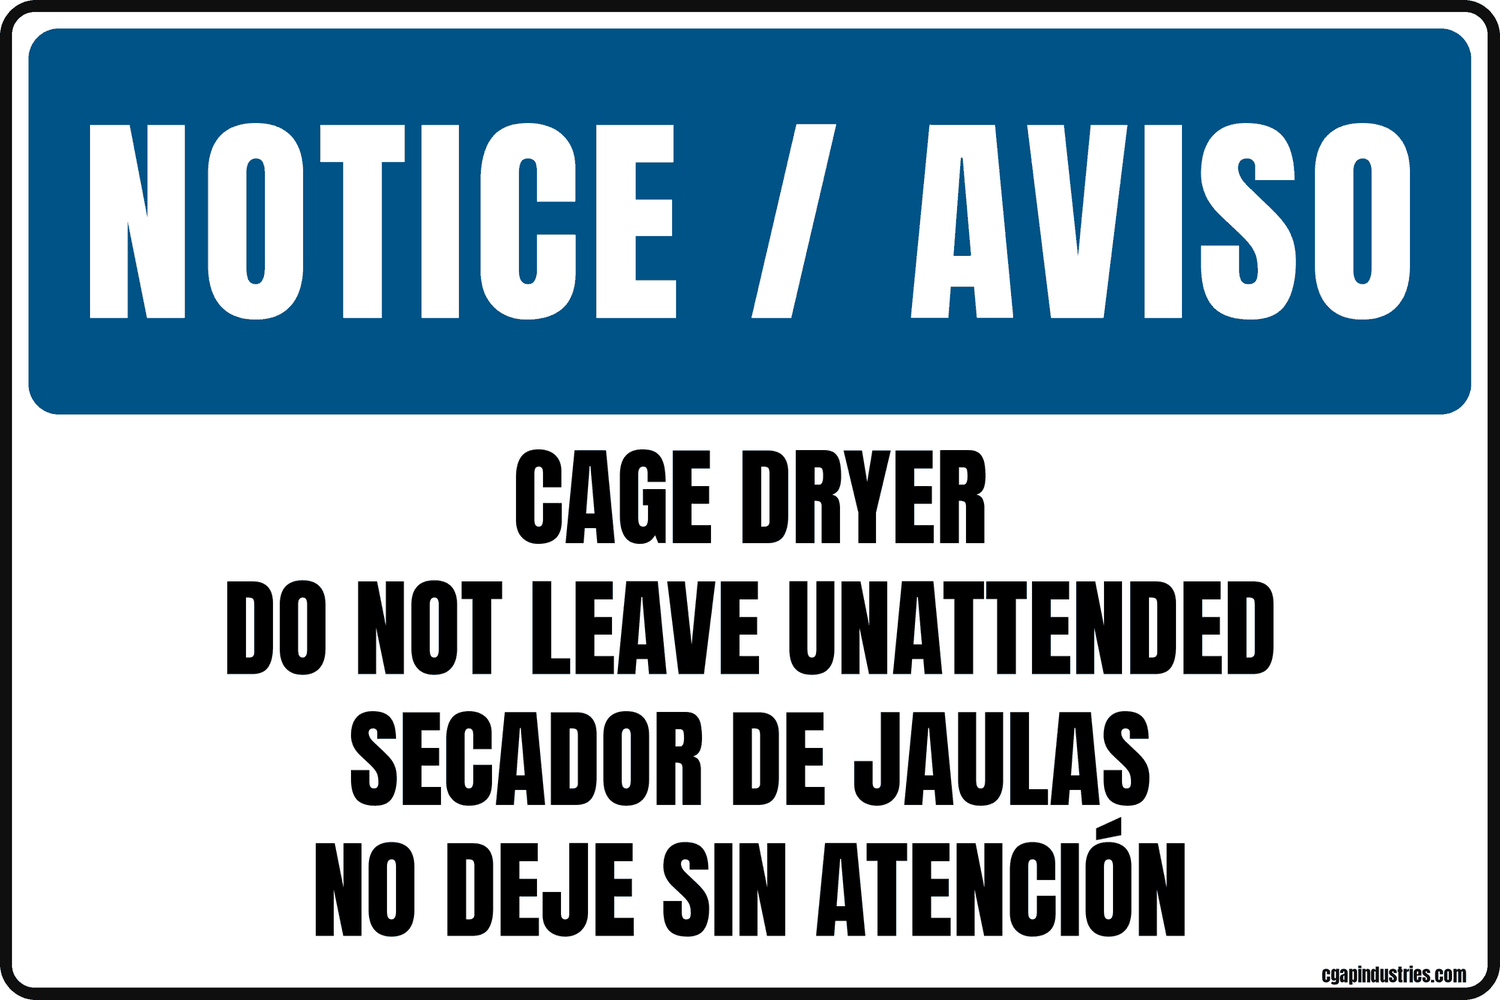 NOTICE / AVISO
CAGE DRYER
DO NOT LEAVE UNATTENDED
SECADOR DE JAULAS
NO DEJE SIN ATENCIÓN
cgapindustries.com